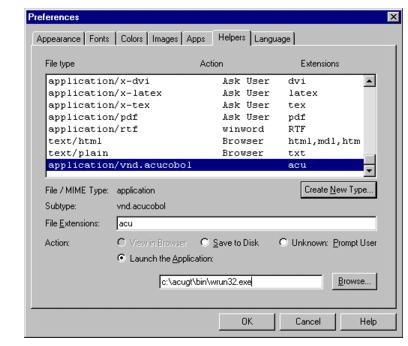 Preferences
Appearance Fonts Colors Images Apps Helpers Language
File type Action Extensions
application/x-dvi Ask User dvi
application/x-latex Ask User latex
application/x-tex Ask User tex
application/pdf Ask User pdf
application/rtf winword RTF
text/html Browser html,mdl,htm
text/plain Browser txt
application/vnd.acucobol acu
File / MIME Type: application Create New Type...
Subtype: vnd.acucobol
File Extensions: acu
Action: View in Browser Save to Disk Unknown: Prompt User
Launch the Application:
c:\acugt\bin\wrun32.exe Browse...
OK Cancel Help